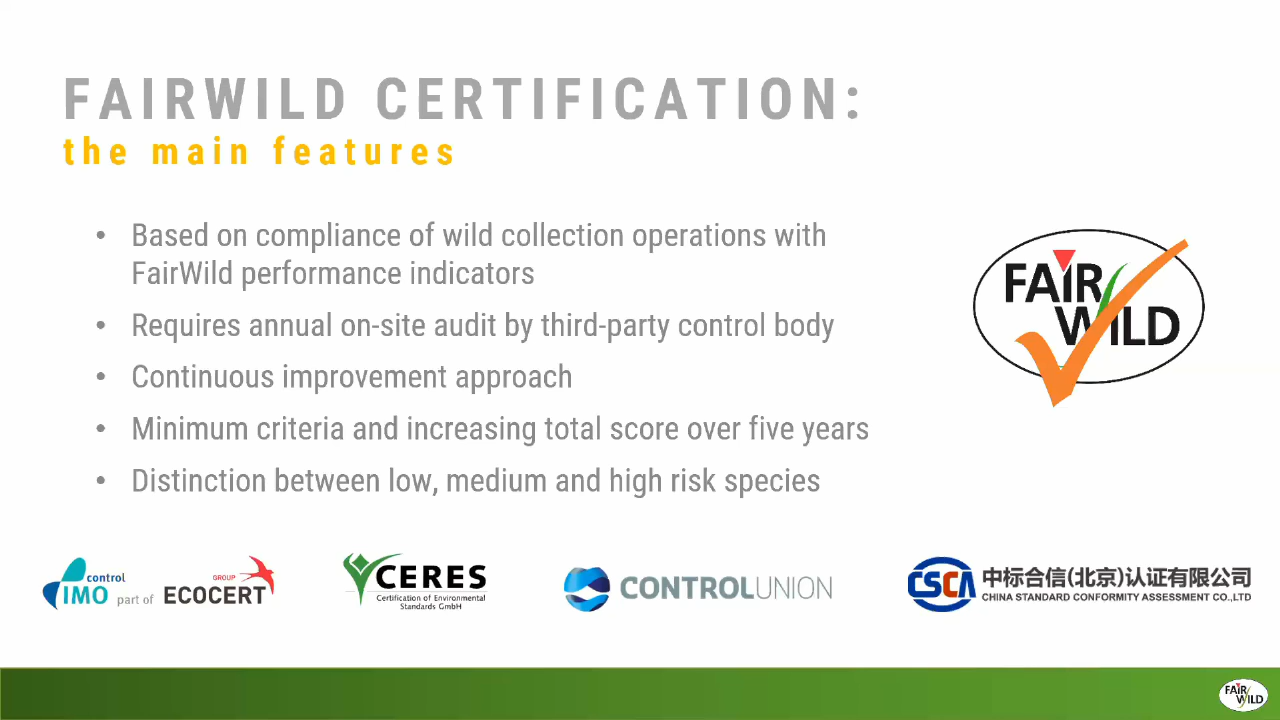 FAIRWILD CERTIFICATION:
the main features
• Based on compliance of wild collection operations with
FairWild performance indicators
• Requires annual on-site audit by third-party control body
• Continuous improvement approach
• Minimum criteria and increasing total score over five years
• Distinction between low, medium and high risk species
FAIR
WILD
control
IMO part of
GROUP
ECOCERT
CERES
Certification of Environmental
Standards GmbH
CONTROLUNION
CSCA
中标合信(北京)认证有限公司
CHINA STANDARD CONFORMITY ASSESSMENT CO.,LTD
FAIR
WILD